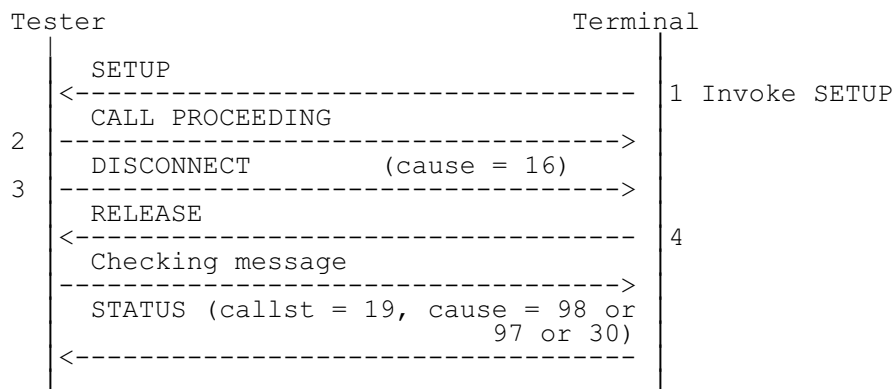 Tester Terminal
SETUP
<----------------------------------- 1 Invoke SETUP
CALL PROCEEDING
2 ----------------------------------->
DISCONNECT (cause = 16)
3 ----------------------------------->
RELEASE
<----------------------------------- 4
Checking message
----------------------------------->
STATUS (callst = 19, cause = 98 or
97 or 30)
<-----------------------------------